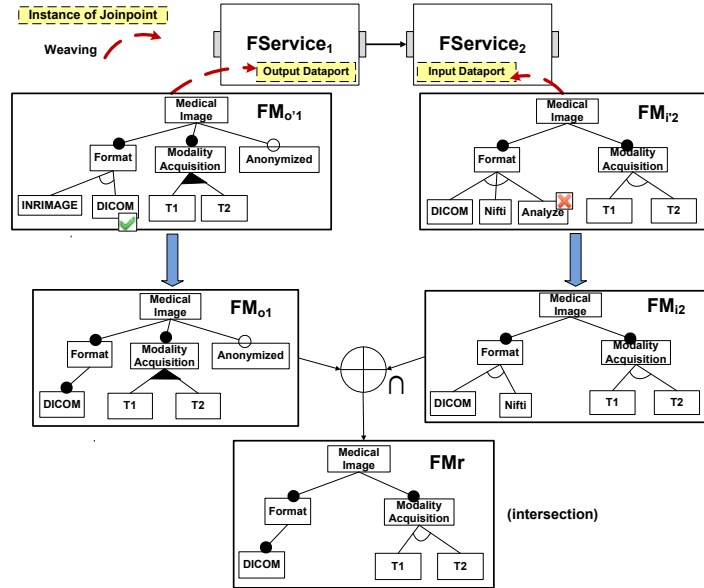 Instance of Joinpoint
Weaving
FService1
FService2
Output Dataport
Input Dataport
Medical
Image
FMo'1
Format
Modality
Acquisition
Anonymized
INRIMAGE
DICOM
T1
T2
Medical
Image
FMi'2
Format
Modality
Acquisition
DICOM
Nifti
Analyze
T1
T2
Medical
Image
FMo1
Format
Modality
Acquisition
Anonymized
DICOM
T1
T2
Medical
Image
FMi2
Format
Modality
Acquisition
DICOM
Nifti
T1
T2
∩
Medical
Image
FMr
Format
Modality
Acquisition
DICOM
T1
T2
(intersection)